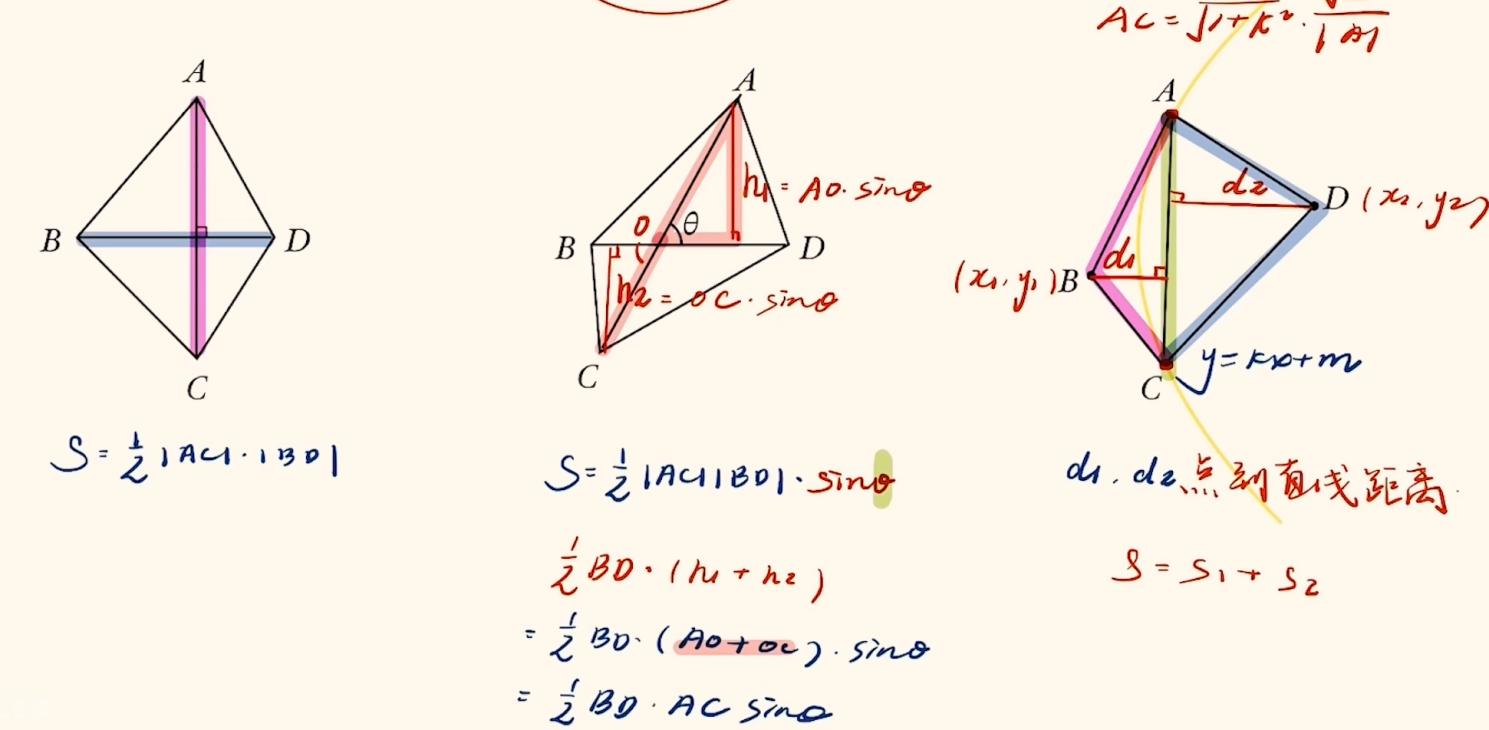 A
B
D
C
S = 1/2 |AC|·|BD|
A
h1 = AO·sinθ
O
θ
B
D
h2 = OC·sinθ
C
S = 1/2 |AC||BD|·sinθ
1/2 BD·(h1 + h2)
= 1/2 BD·(AO + OC)·sinθ
= 1/2 BD·AC sinθ
AC = √(1+k²)·
A
d2
D (x2, y2)
d1
(x1, y1) B
y = kx + m
C
d1, d2、点到直线距离.
S = S1 + S2